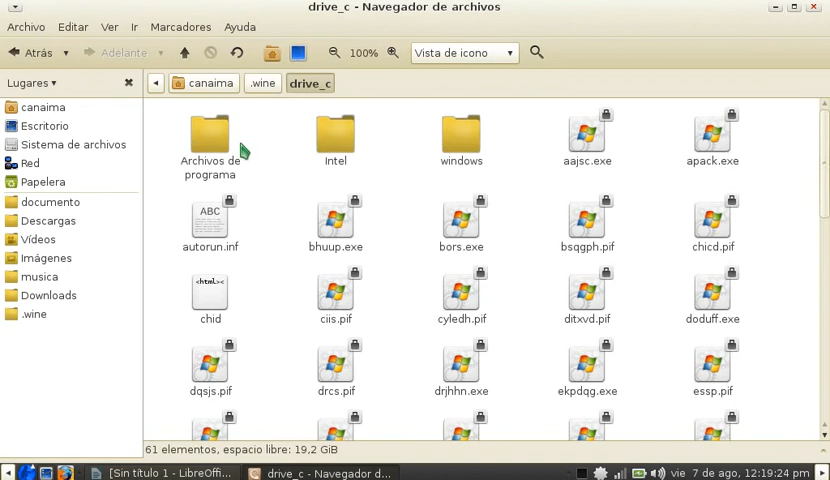 drive_c - Navegador de archivos
Archivo Editar Ver Ir Marcadores Ayuda
Atrás Adelante 100% Vista de icono
Lugares canaima .wine drive_c
canaima
Escritorio
Sistema de archivos
Red
Papelera
documento
Descargas
Vídeos
Imágenes
musica
Downloads
.wine
Archivos de programa Intel windows aajsc.exe apack.exe
ABC
autorun.inf bhuup.exe bors.exe bsqgph.pif chicd.pif
<html><
chid ciis.pif cyledh.pif ditxvd.pif doduff.exe
dqsjs.pif drcs.pif drjhhn.exe ekpdqg.exe essp.pif
61 elementos, espacio libre: 19,2 GiB
[Sin título 1 - LibreOffi... drive_c - Navegador d... vie 7 de ago, 12:19:24 pm